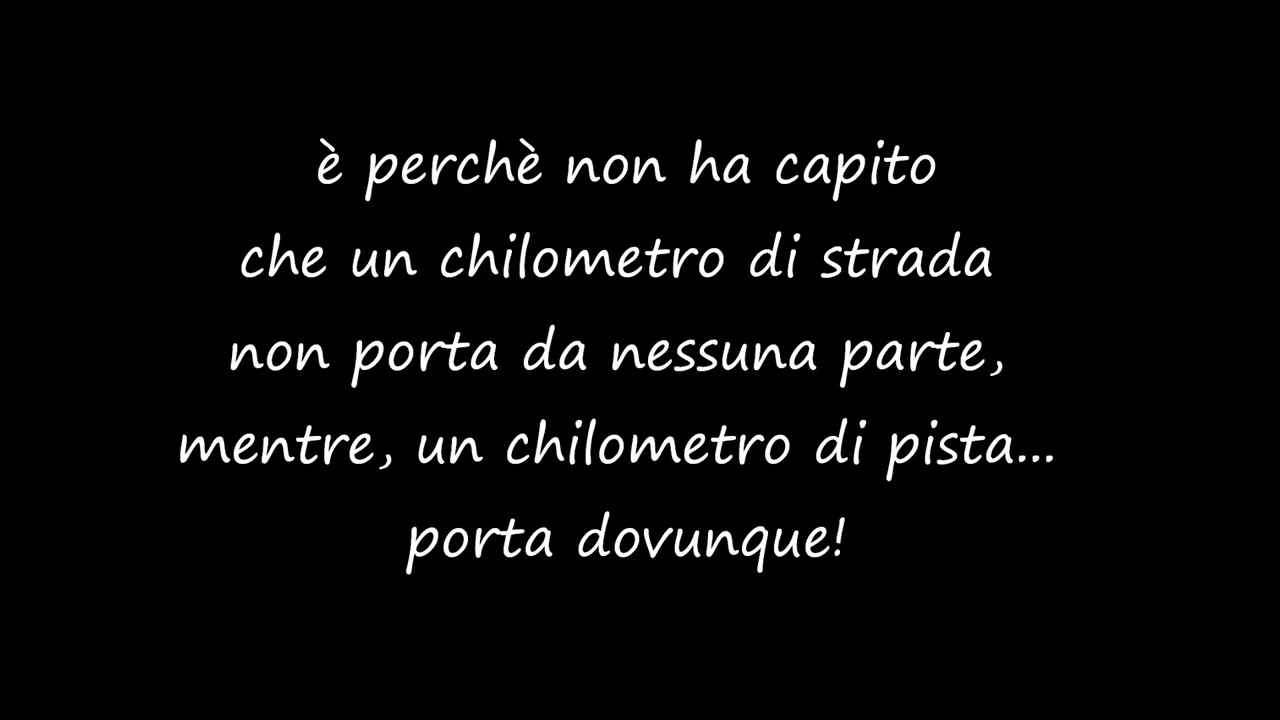 è perchè non ha capito
che un chilometro di strada
non porta da nessuna parte,
mentre, un chilometro di pista...
porta dovunque!